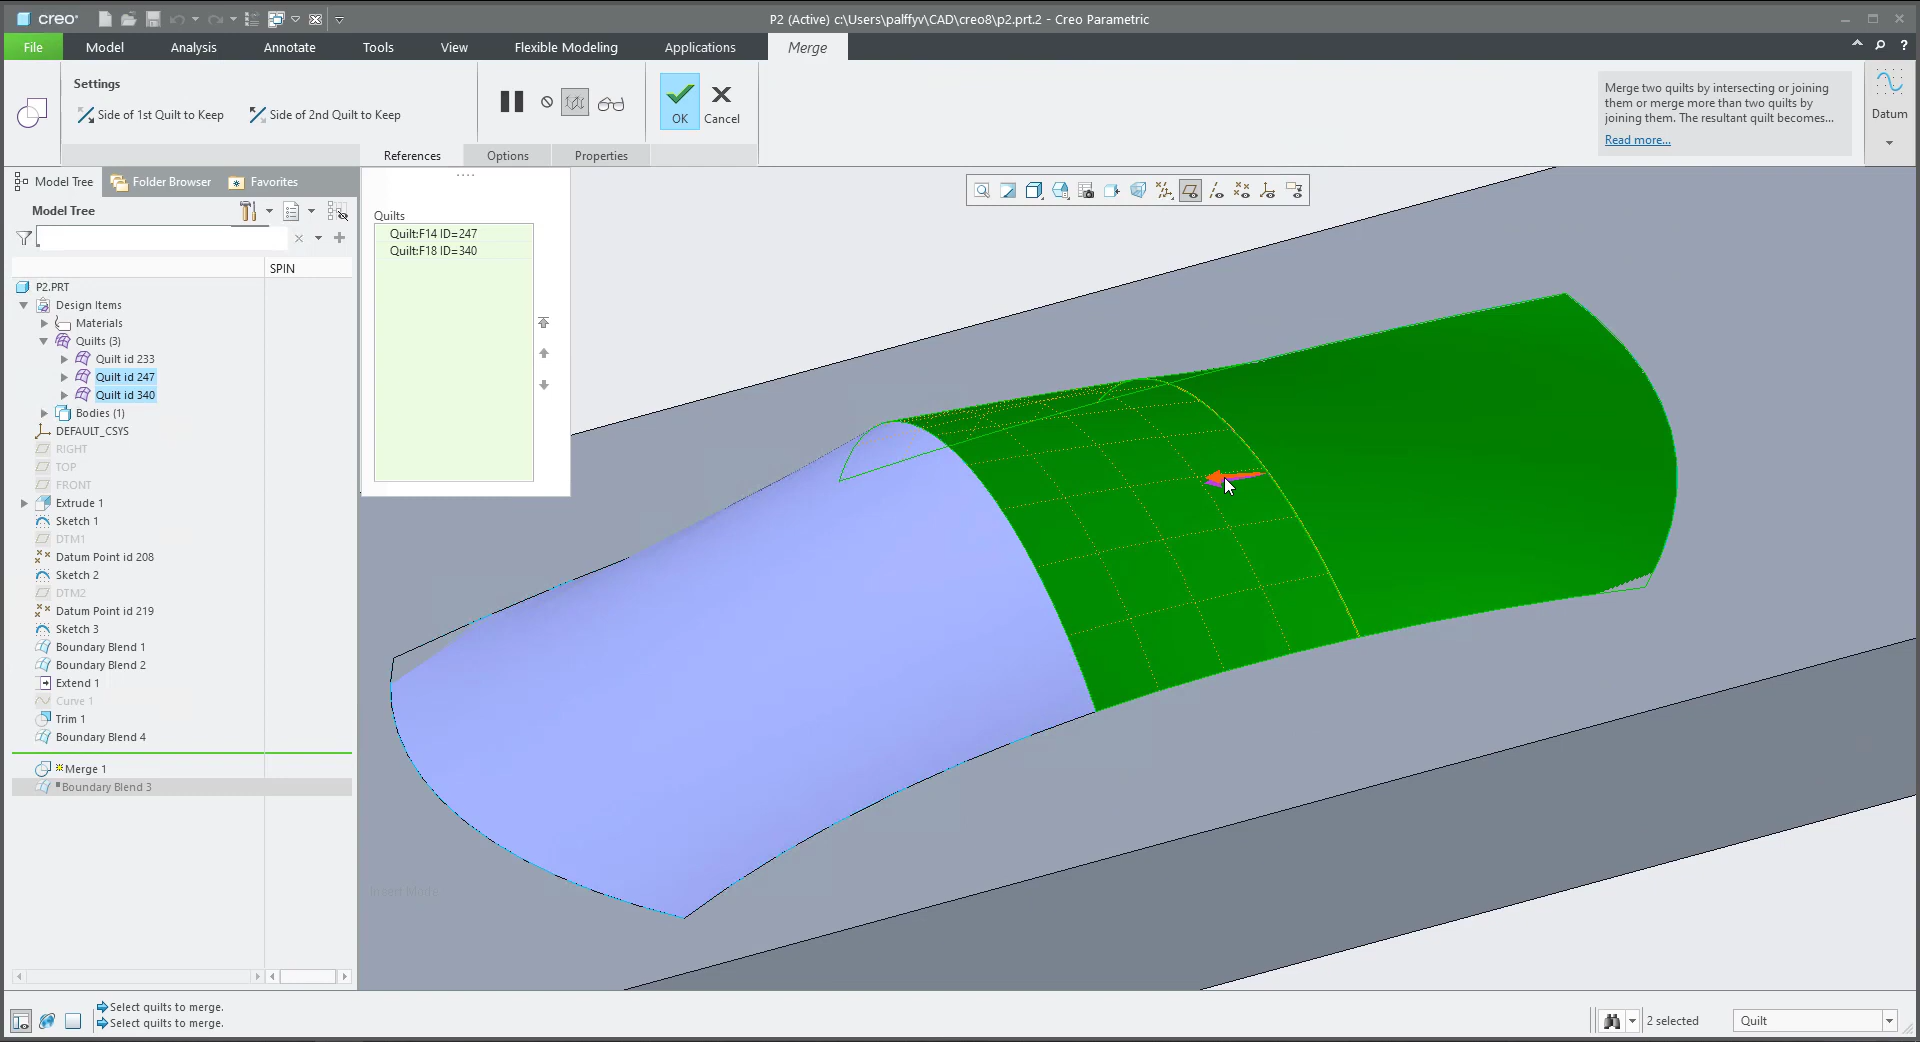 creo®
P2 (Active) c:\Users\palffyv\CAD\creo8\p2.prt.2 - Creo Parametric
File
Model
Analysis
Annotate
Tools
View
Flexible Modeling
Applications
Merge
?
Settings
Side of 1st Quilt to Keep
Side of 2nd Quilt to Keep
OK
Cancel
Merge two quilts by intersecting or joining
them or merge more than two quilts by
joining them. The resultant quilt becomes...
Read more...
Datum
References
Options
Properties
Model Tree
Folder Browser
Favorites
Model Tree
Quilts
Quilt:F14 ID=247
Quilt:F18 ID=340
SPIN
P2.PRT
Design Items
Materials
Quilts (3)
Quilt id 233
Quilt id 247
Quilt id 340
Bodies (1)
DEFAULT_CSYS
RIGHT
TOP
FRONT
Extrude 1
Sketch 1
DTM1
Datum Point id 208
Sketch 2
DTM2
Datum Point id 219
Sketch 3
Boundary Blend 1
Boundary Blend 2
Extend 1
Curve 1
Trim 1
Boundary Blend 4
Merge 1
Boundary Blend 3
Insert Mode
Select quilts to merge.
Select quilts to merge.
2 selected
Quilt